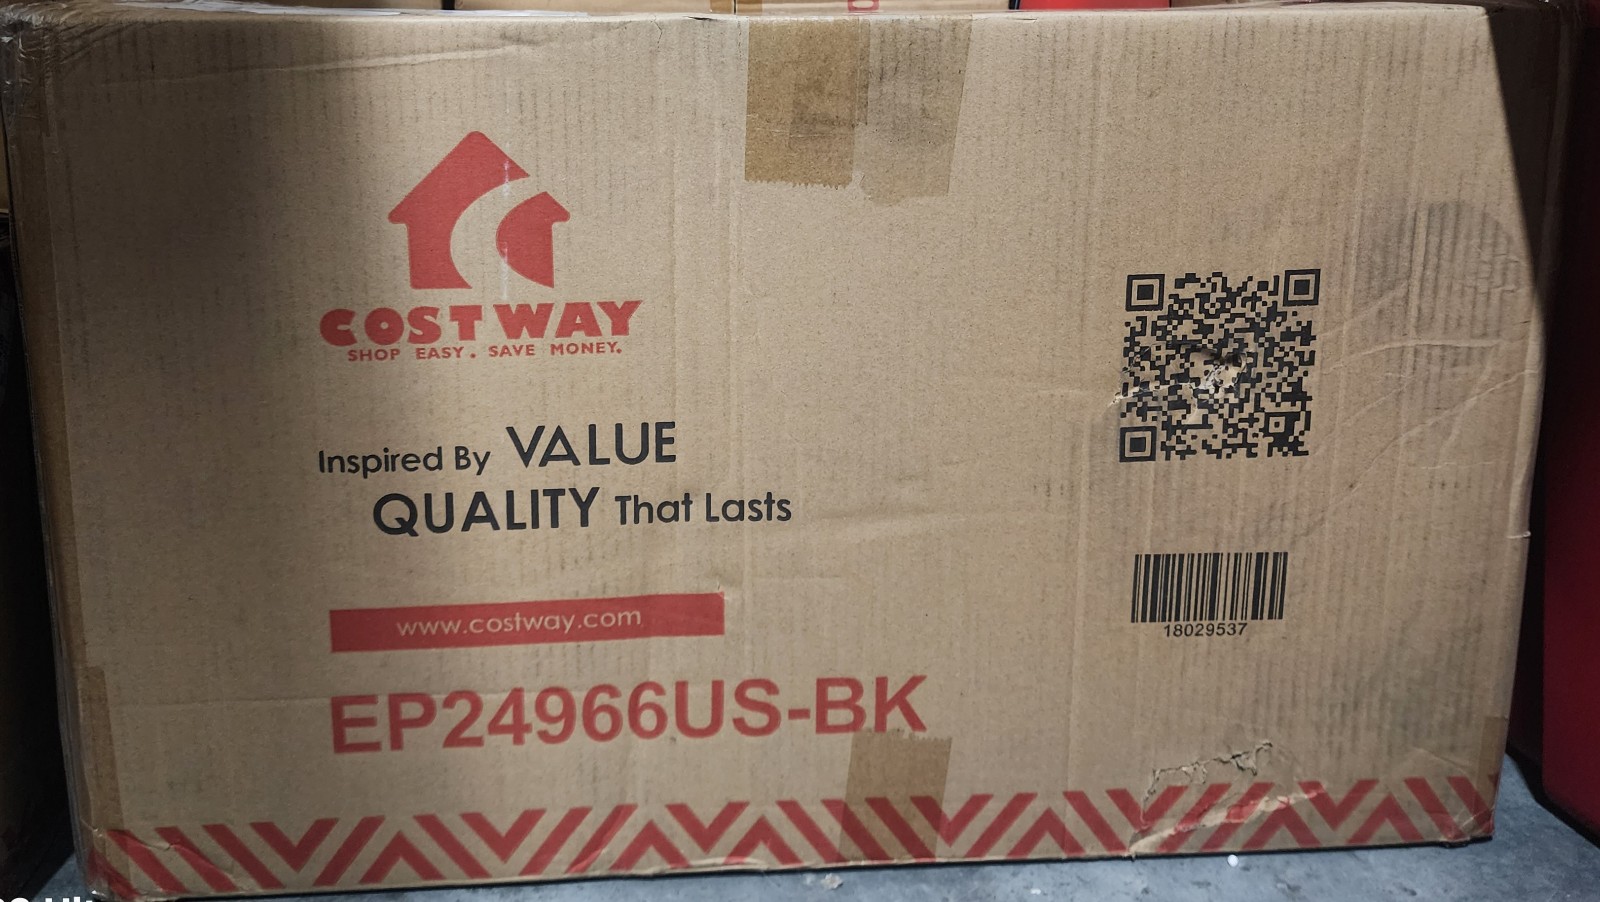 COSTWAY
SHOP EASY. SAVE MONEY.
Inspired By VALUE
QUALITY That Lasts
www.costway.com
EP24966US-BK
18029537